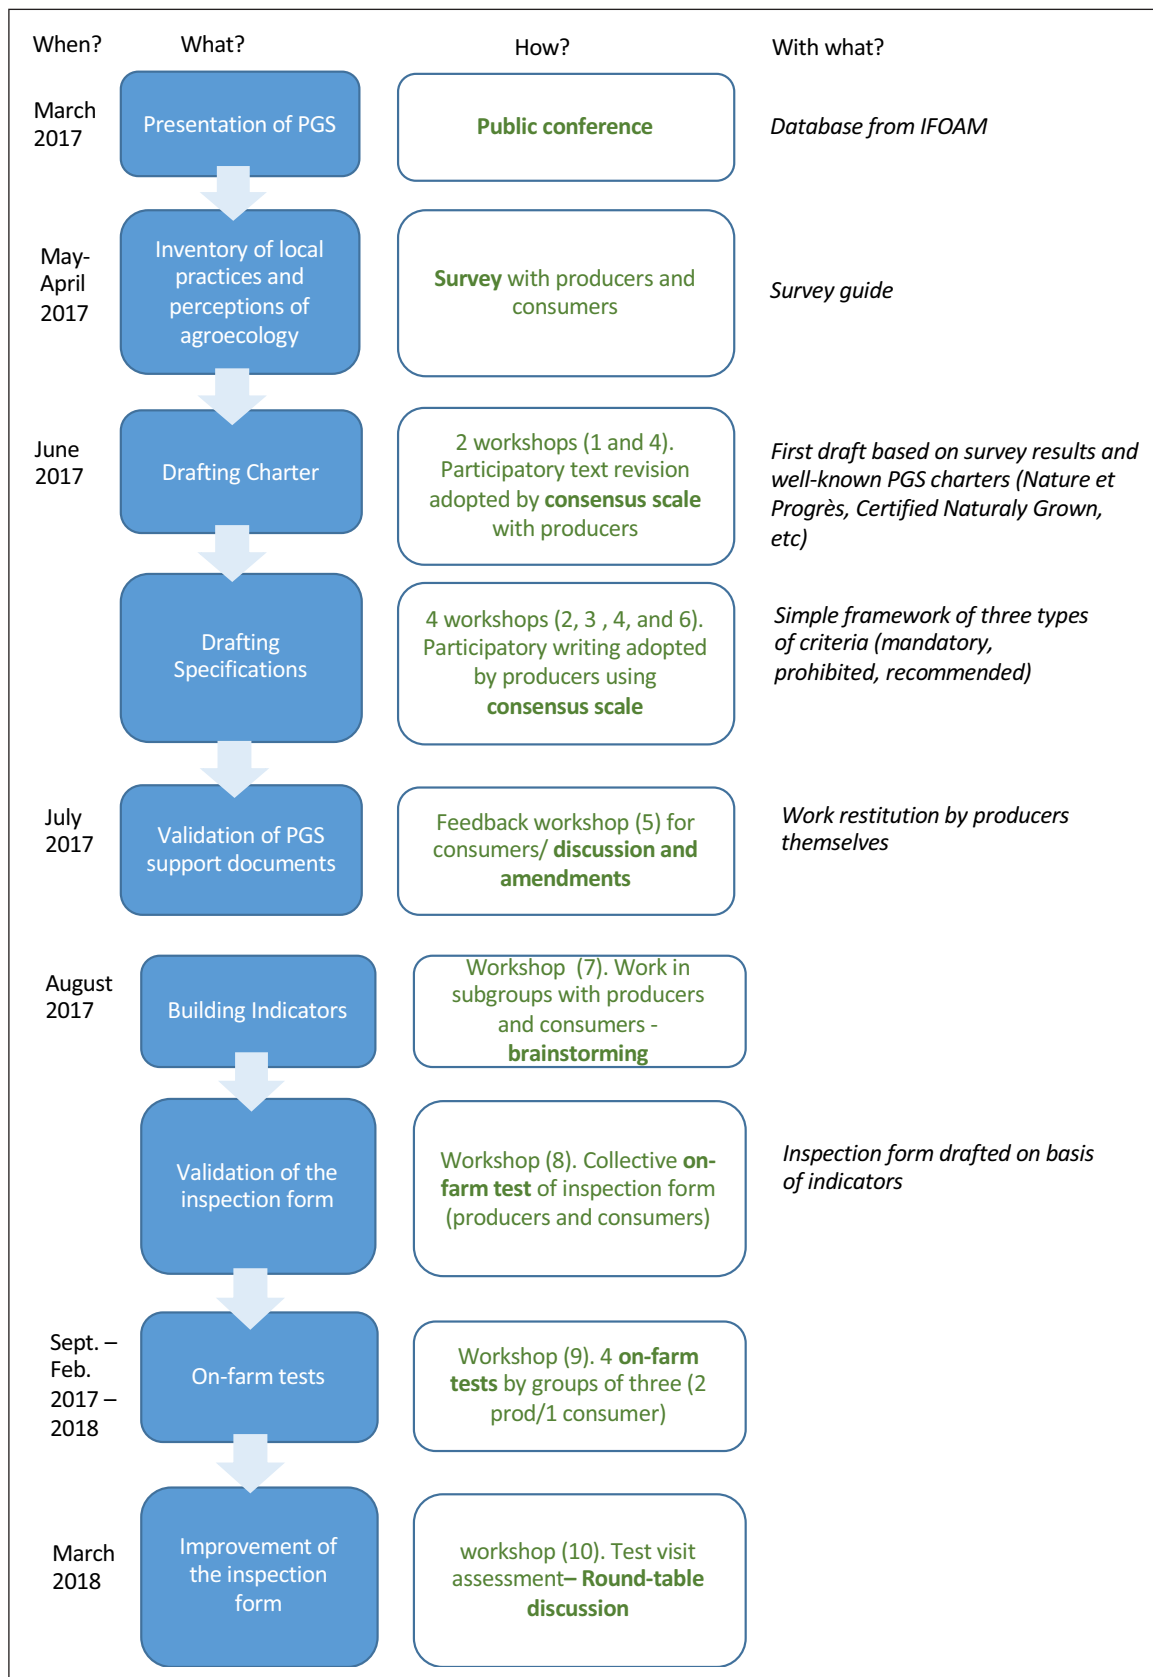 When?
What?
How?
With what?
March
2017
Presentation of PGS
Public conference
Database from IFOAM
May-
April
2017
Inventory of local
practices and
perceptions of
agroecology
Survey with producers and
consumers
Survey guide
June
2017
Drafting Charter
2 workshops (1 and 4).
Participatory text revision
adopted by consensus scale
with producers
First draft based on survey results and
well-known PGS charters (Nature et
Progrès, Certified Naturaly Grown,
etc)
Drafting
Specifications
4 workshops (2, 3 , 4, and 6).
Participatory writing adopted
by producers using
consensus scale
Simple framework of three types
of criteria (mandatory,
prohibited, recommended)
July
2017
Validation of PGS
support documents
Feedback workshop (5) for
consumers/ discussion and
amendments
Work restitution by producers
themselves
August
2017
Building Indicators
Workshop (7). Work in
subgroups with producers
and consumers -
brainstorming
Validation of the
inspection form
Workshop (8). Collective on-
farm test of inspection form
(producers and consumers)
Inspection form drafted on basis
of indicators
Sept. –
Feb.
2017 –
2018
On-farm tests
Workshop (9). 4 on-farm
tests by groups of three (2
prod/1 consumer)
March
2018
Improvement of
the inspection
form
workshop (10). Test visit
assessment– Round-table
discussion